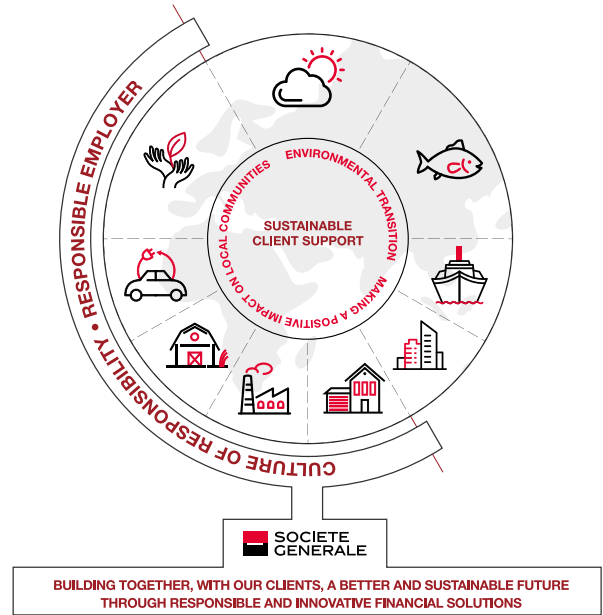 RESPONSIBLE EMPLOYER
CULTURE OF RESPONSIBILITY •
ENVIRONMENTAL TRANSITION
MAKING A POSITIVE IMPACT ON LOCAL COMMUNITIES
SUSTAINABLE
CLIENT SUPPORT
SOCIETE
GENERALE
BUILDING TOGETHER, WITH OUR CLIENTS, A BETTER AND SUSTAINABLE FUTURE
THROUGH RESPONSIBLE AND INNOVATIVE FINANCIAL SOLUTIONS